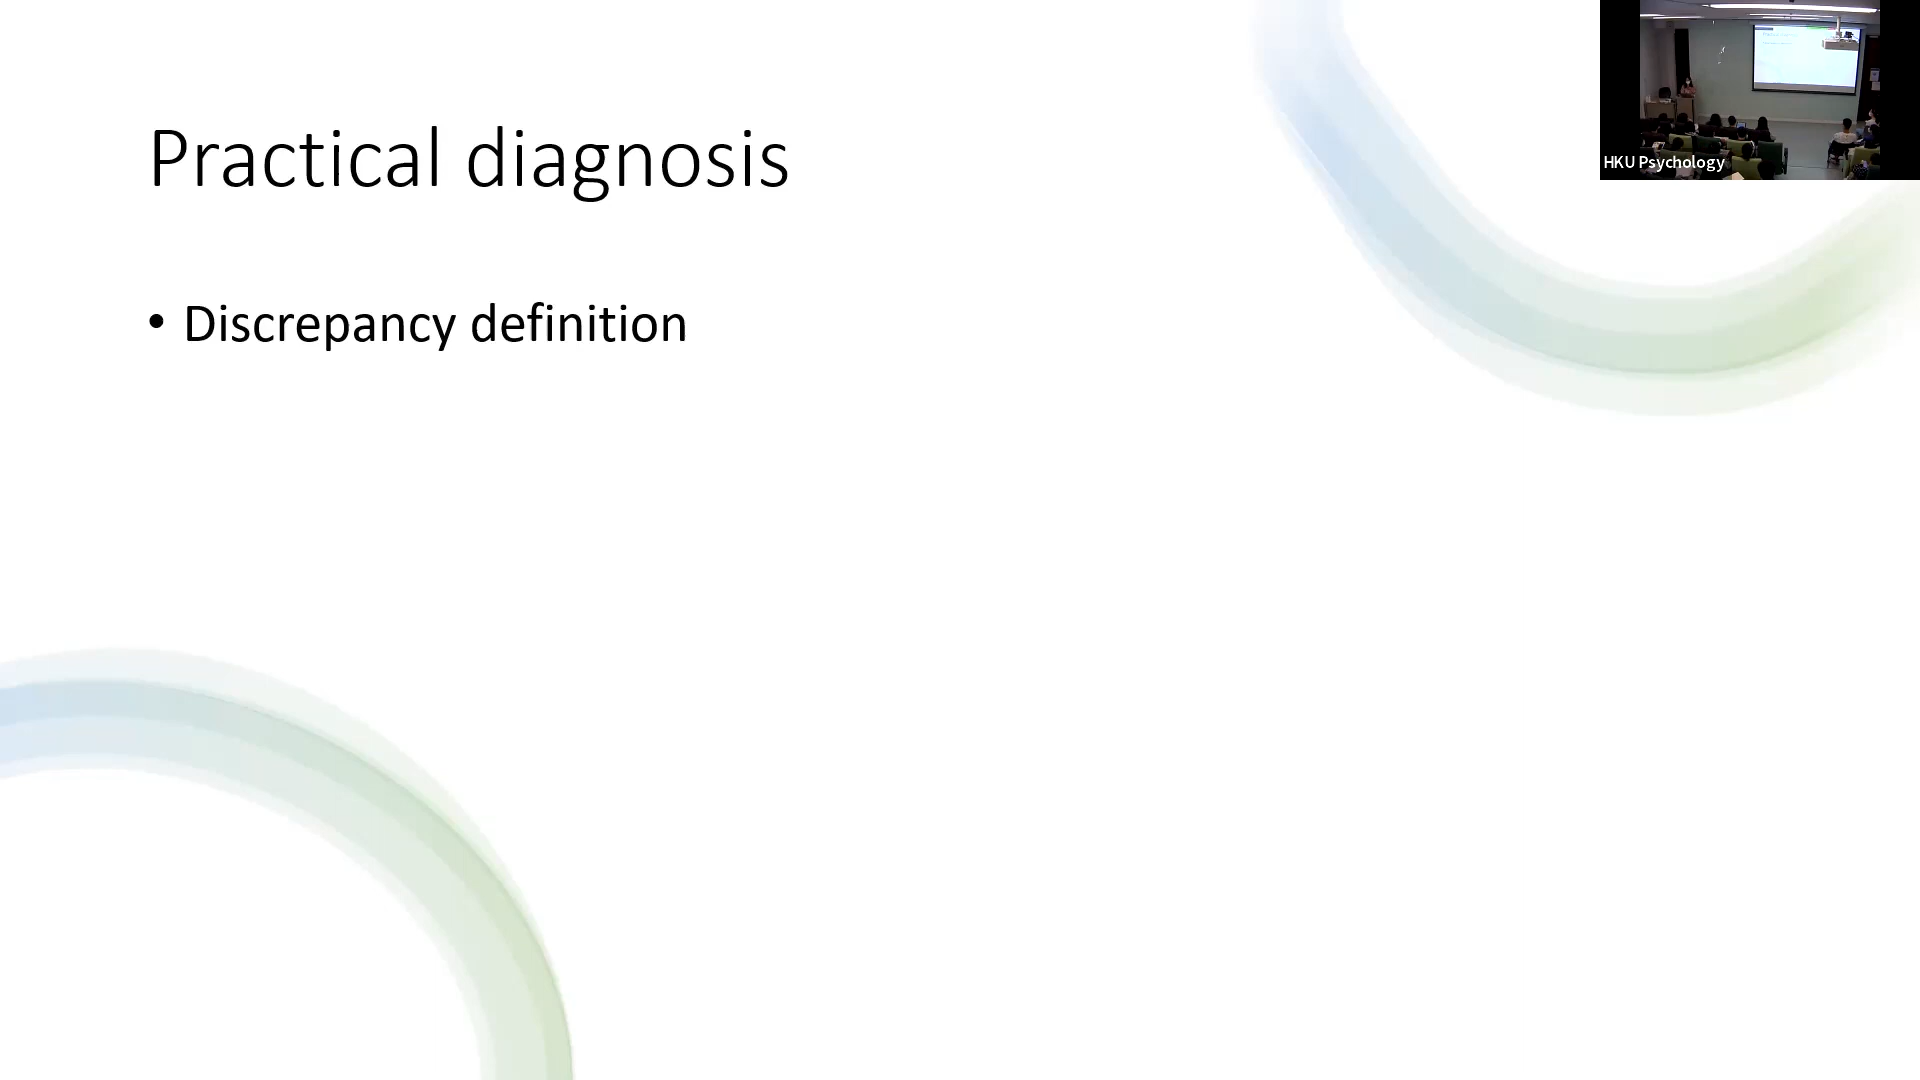 Practical diagnosis
• Discrepancy definition
HKU Psychology